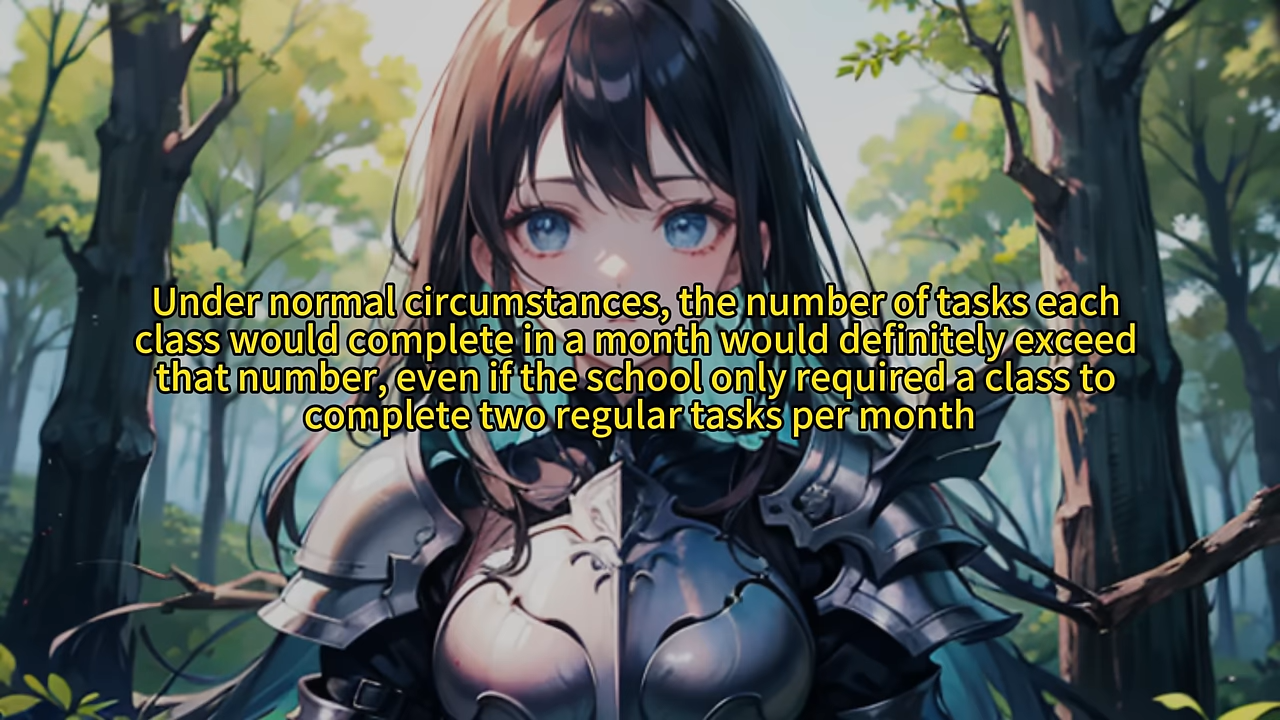 Under normal circumstances, the number of tasks each
class would complete in a month would definitely exceed
that number, even if the school only required a class to
complete two regular tasks per month